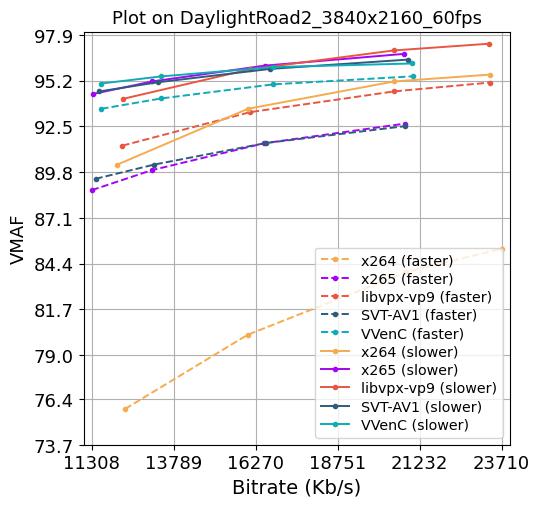 Plot on DaylightRoad2_3840x2160_60fps
97.9
95.2
92.5
89.8
87.1
84.4
81.7
79.0
76.4
73.7
VMAF
x264 (faster)
x265 (faster)
libvpx-vp9 (faster)
SVT-AV1 (faster)
VVenC (faster)
x264 (slower)
x265 (slower)
libvpx-vp9 (slower)
SVT-AV1 (slower)
VVenC (slower)
11308 13789 16270 18751 21232 23710
Bitrate (Kb/s)